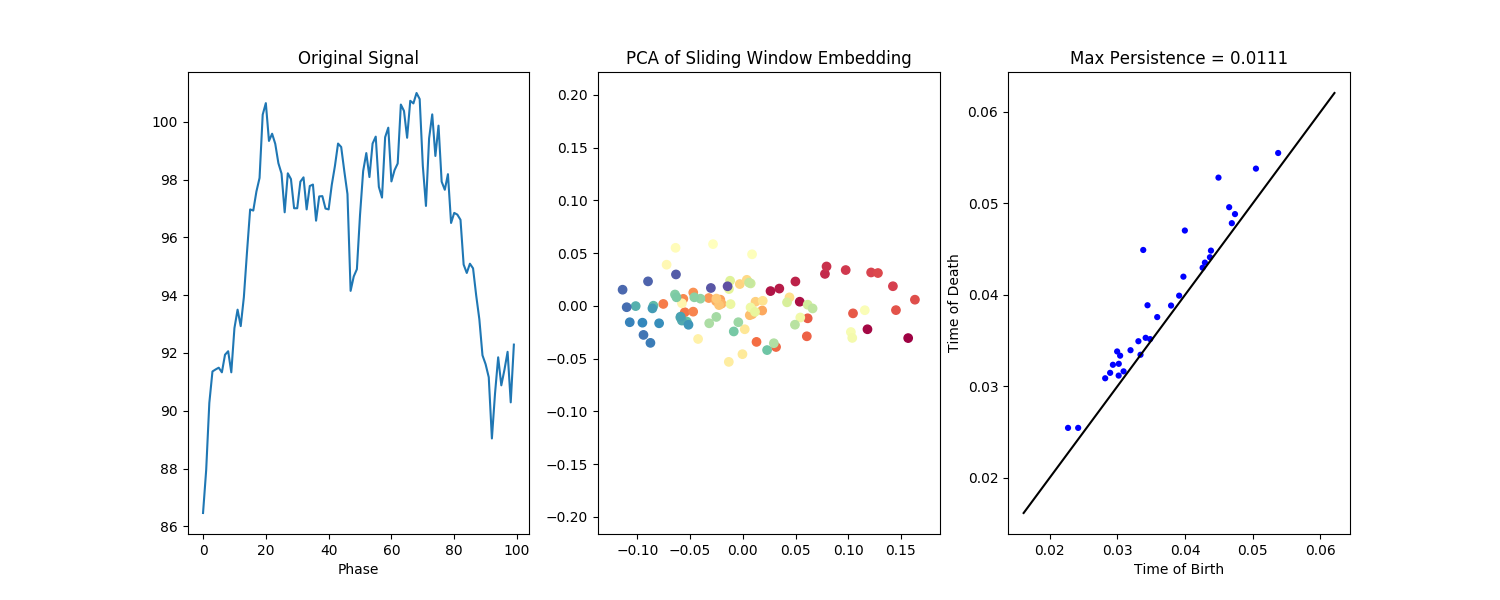 Original Signal
100
98
96
94
92
90
88
86
0 20 40 60 80 100
Phase
PCA of Sliding Window Embedding
0.20
0.15
0.10
0.05
0.00
−0.05
−0.10
−0.15
−0.20
−0.10 −0.05 0.00 0.05 0.10 0.15
Max Persistence = 0.0111
Time of Death
0.06
0.05
0.04
0.03
0.02
0.02 0.03 0.04 0.05 0.06
Time of Birth